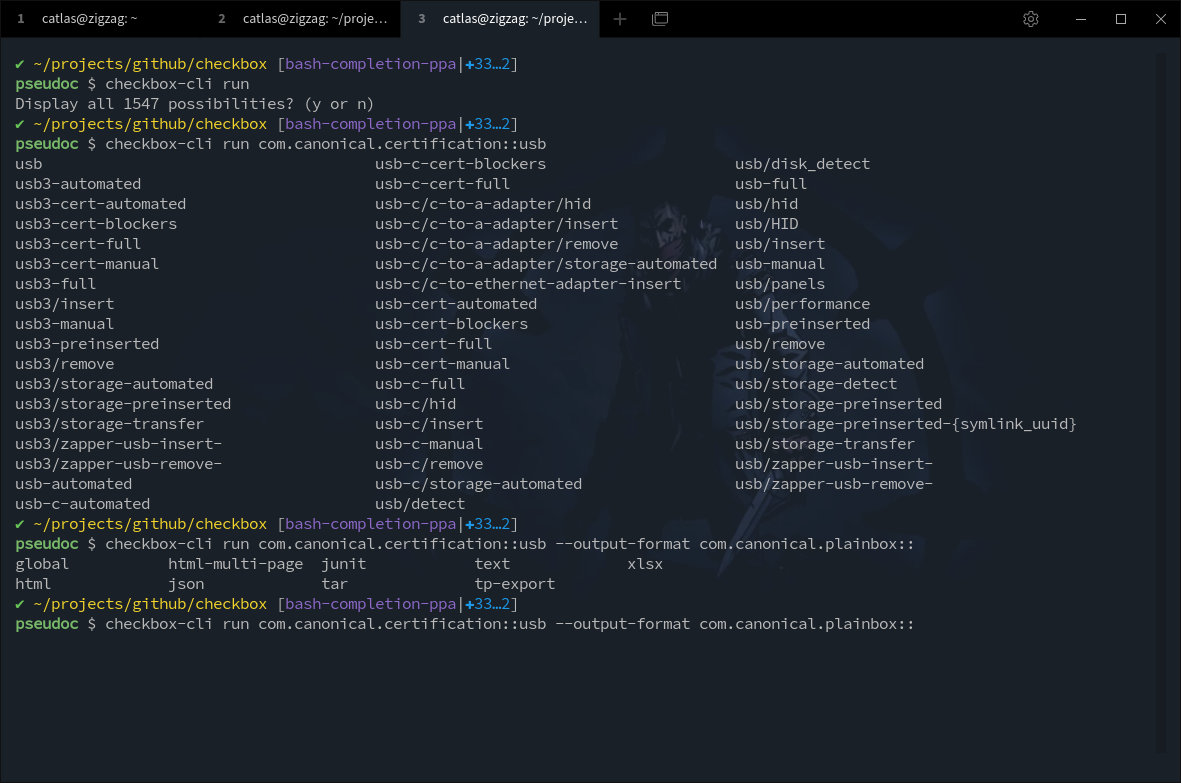 1 catlas@zigzag: ~ 2 catlas@zigzag: ~/proje… 3 catlas@zigzag: ~/proje…
✔ ~/projects/github/checkbox [bash-completion-ppa|✚33…2]
pseudoc $ checkbox-cli run
Display all 1547 possibilities? (y or n)
✔ ~/projects/github/checkbox [bash-completion-ppa|✚33…2]
pseudoc $ checkbox-cli run com.canonical.certification::usb
usb usb-c-cert-blockers usb/disk_detect
usb3-automated usb-c-cert-full usb-full
usb3-cert-automated usb-c/c-to-a-adapter/hid usb/hid
usb3-cert-blockers usb-c/c-to-a-adapter/insert usb/HID
usb3-cert-full usb-c/c-to-a-adapter/remove usb/insert
usb3-cert-manual usb-c/c-to-a-adapter/storage-automated usb-manual
usb3-full usb-c/c-to-ethernet-adapter-insert usb/panels
usb3/insert usb-cert-automated usb/performance
usb3-manual usb-cert-blockers usb-preinserted
usb3-preinserted usb-cert-full usb/remove
usb3/remove usb-cert-manual usb/storage-automated
usb3/storage-automated usb-c-full usb/storage-detect
usb3/storage-preinserted usb-c/hid usb/storage-preinserted
usb3/storage-transfer usb-c/insert usb/storage-preinserted-{symlink_uuid}
usb3/zapper-usb-insert- usb-c-manual usb/storage-transfer
usb3/zapper-usb-remove- usb-c/remove usb/zapper-usb-insert-
usb-automated usb-c/storage-automated usb/zapper-usb-remove-
usb-c-automated usb/detect
✔ ~/projects/github/checkbox [bash-completion-ppa|✚33…2]
pseudoc $ checkbox-cli run com.canonical.certification::usb --output-format com.canonical.plainbox::
global html-multi-page junit text xlsx
html json tar tp-export
✔ ~/projects/github/checkbox [bash-completion-ppa|✚33…2]
pseudoc $ checkbox-cli run com.canonical.certification::usb --output-format com.canonical.plainbox::